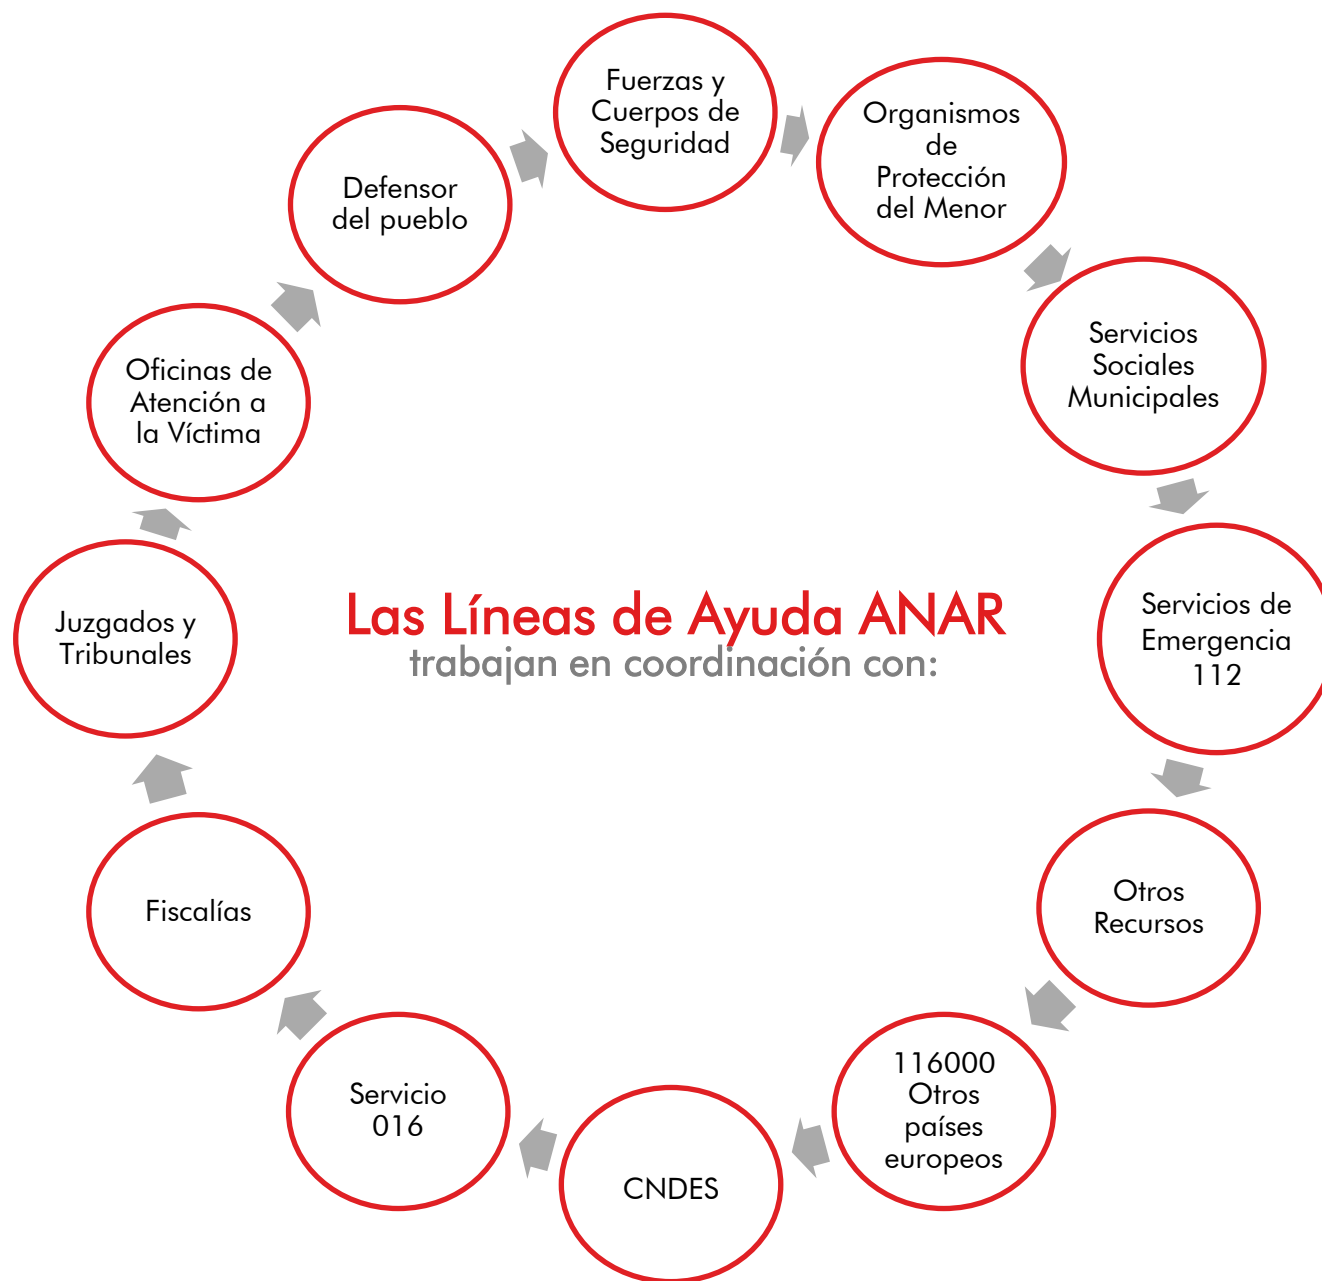 Fuerzas y
Cuerpos de
Seguridad
Organismos
de
Protección
del Menor
Servicios
Sociales
Municipales
Servicios de
Emergencia
112
Otros
Recursos
116000
Otros
países
europeos
CNDES
Servicio
016
Fiscalías
Juzgados y
Tribunales
Oficinas de
Atención a
la Víctima
Defensor
del pueblo
Las Líneas de Ayuda ANAR
trabajan en coordinación con: